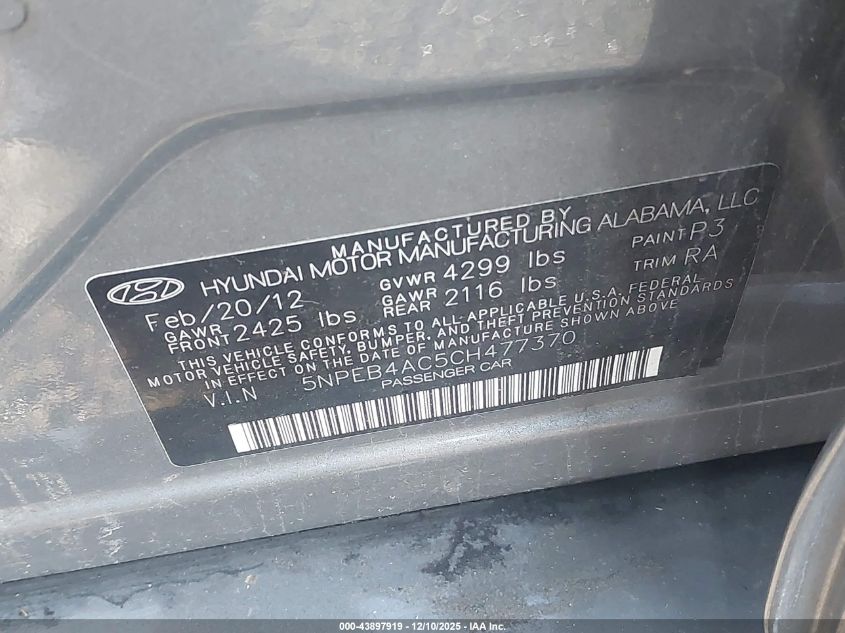 MANUFACTURED BY
HYUNDAI MOTOR MANUFACTURING ALABAMA, LLC
Feb/20/12 GVWR 4299 lbs PAINT P3
GAWR FRONT 2425 lbs GAWR REAR 2116 lbs TRIM RA
THIS VEHICLE CONFORMS TO ALL-APPLICABLE U.S.A. FEDERAL
MOTOR VEHICLE SAFETY, BUMPER, AND THEFT PREVENTION STANDARDS
IN EFFECT ON THE DATE OF MANUFACTURE SHOWN ABOVE
V.I.N 5NPEB4AC5CH477370
PASSENGER CAR
000-43897919 - 12/10/2025 - IAA Inc.